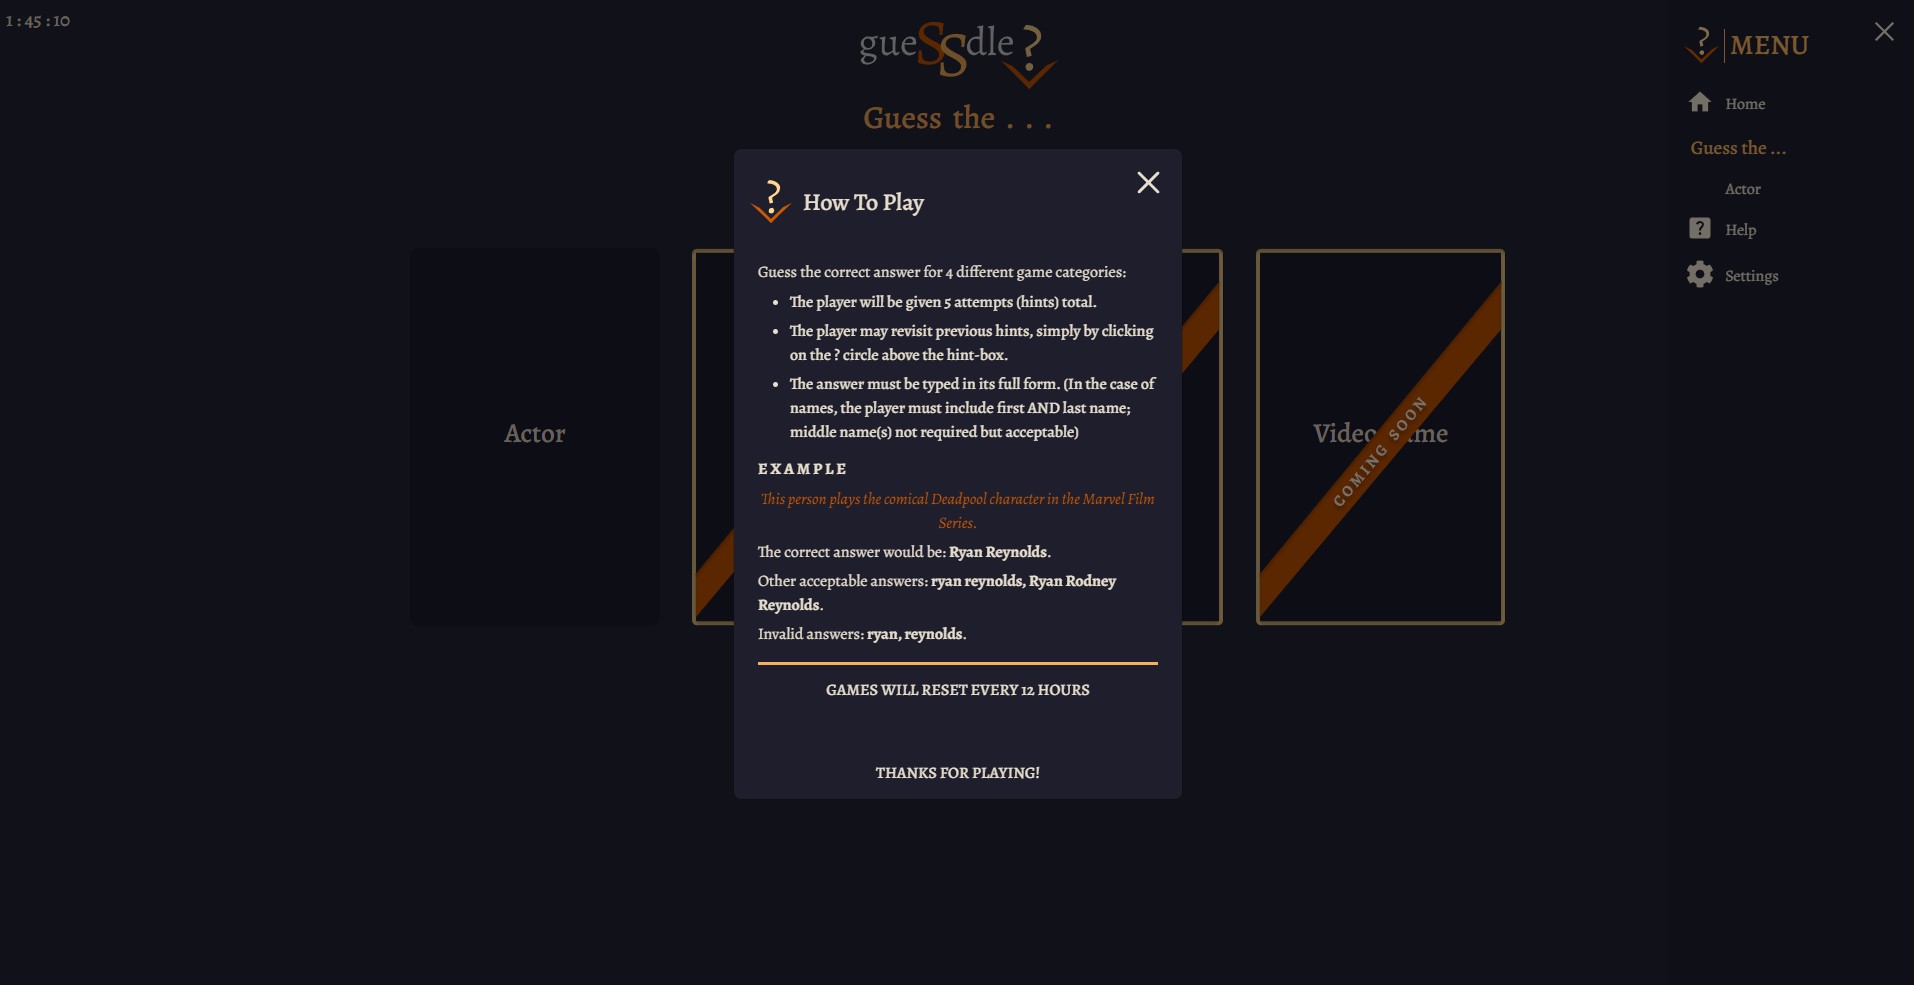 1 : 45 : 10
gueSSdle?
Guess the . . .
? MENU
Home
Guess the ...
Actor
? Help
Settings
? How To Play
Guess the correct answer for 4 different game categories:
• The player will be given 5 attempts (hints) total.
• The player may revisit previous hints, simply by clicking
on the ? circle above the hint-box.
• The answer must be typed in its full form. (In the case of
names, the player must include first AND last name;
middle name(s) not required but acceptable)
EXAMPLE
This person plays the comical Deadpool character in the Marvel Film
Series.
The correct answer would be: Ryan Reynolds.
Other acceptable answers: ryan reynolds, Ryan Rodney
Reynolds.
Invalid answers: ryan, reynolds.
GAMES WILL RESET EVERY 12 HOURS
THANKS FOR PLAYING!
Actor
COMING SOON